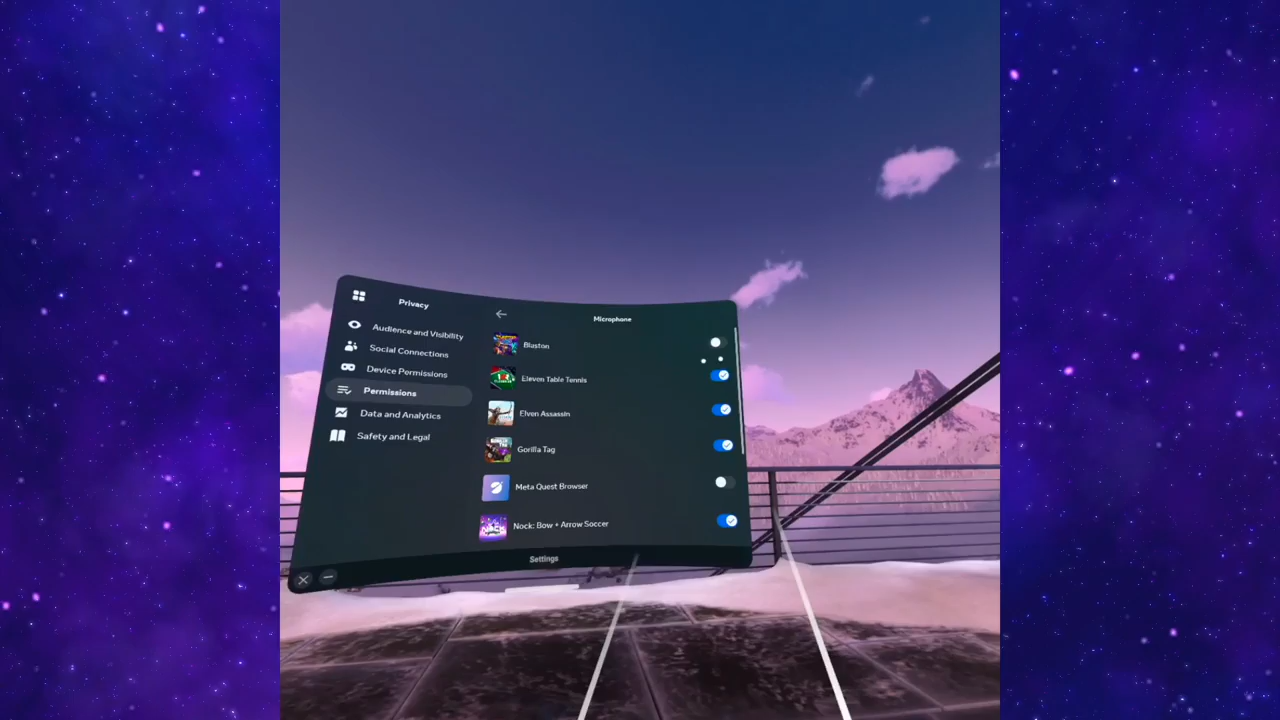 Privacy
Audience and Visibility
Social Connections
Device Permissions
Permissions
Data and Analytics
Safety and Legal
Microphone
Blaston
Eleven Table Tennis
Elven Assassin
Gorilla Tag
Meta Quest Browser
Nock: Bow + Arrow Soccer
Settings